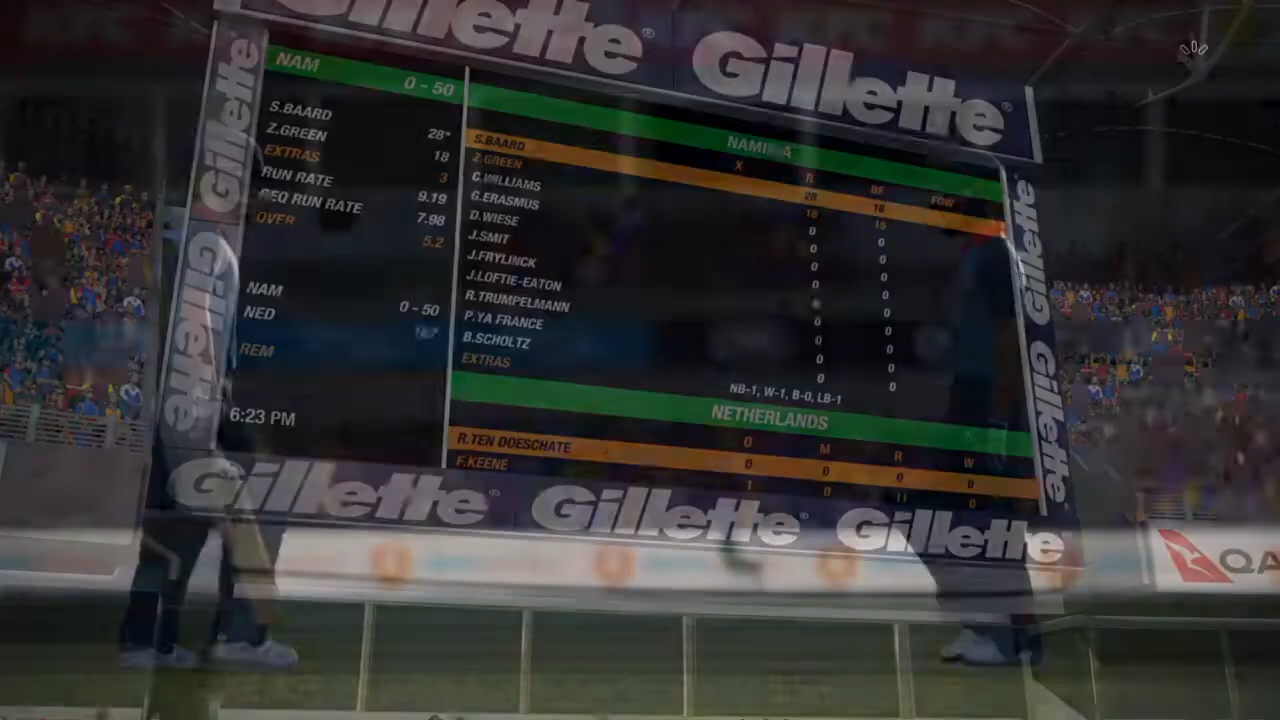 Gillette®
Gillette®
Gillette
Gillette
NAM 0 - 50
S.BAARD 28*
Z.GREEN 18
EXTRAS 3
RUN RATE 9.19
REQ RUN RATE 7.98
OVER 5.2
NAM 0 - 50
NED
REM
6:23 PM
X R BF FOW
S.BAARD 28 18
Z.GREEN 18 15
C.WILLIAMS 0 0
G.ERASMUS 0 0
D.WIESE 0 0
J.SMIT 0 0
J.FRYLINCK 0 0
J.LOFTIE-EATON 0 0
R.TRUMPELMANN 0 0
P.YA FRANCE 0 0
B.SCHOLTZ 0 0
EXTRAS NB-1, W-1, B-0, LB-1
NETHERLANDS
O M R W
R.TEN DOESCHATE 0 0 0 0
F.KEENE 1 0 11 0
Gillette
Gillette
Gillette®
Gillette®
Gillette
QA